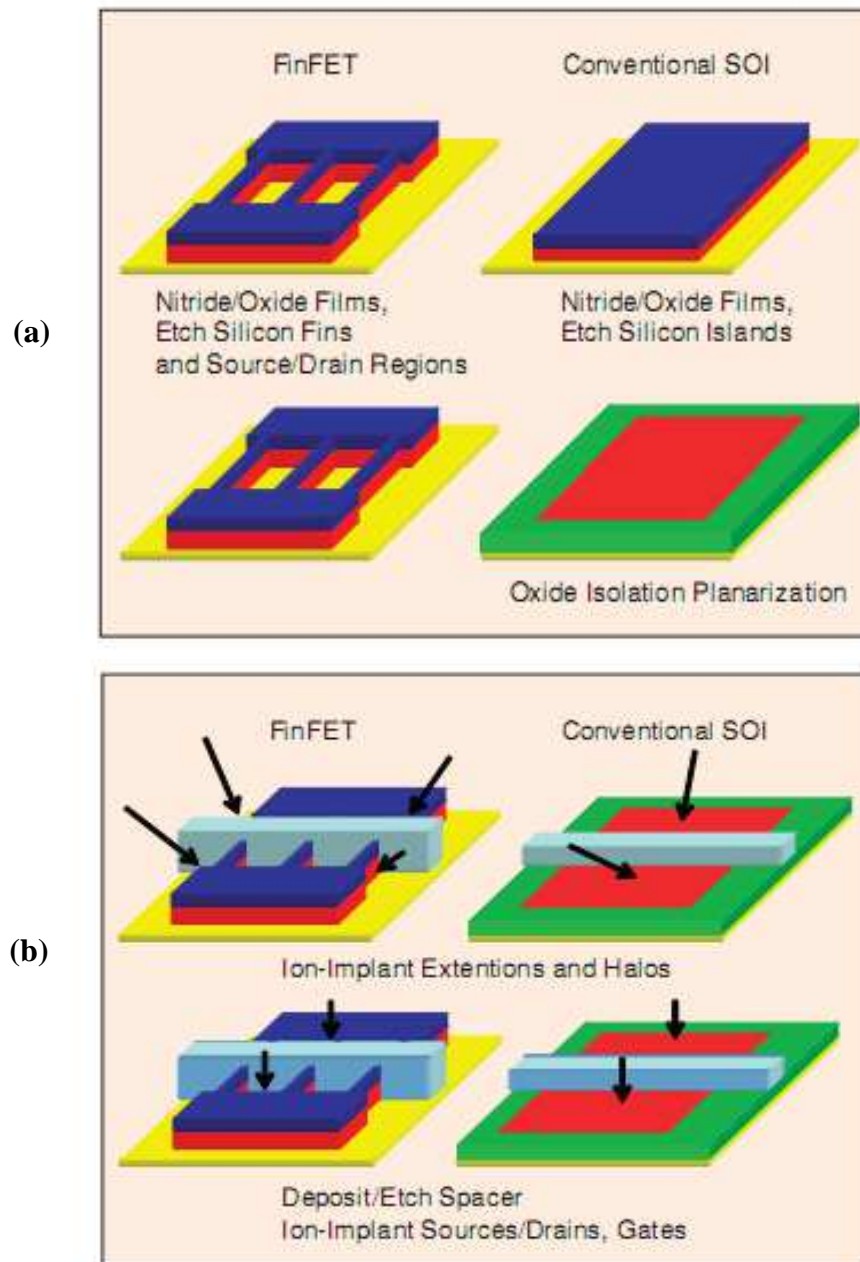 FinFET
Conventional SOI
(a)
Nitride/Oxide Films,
Etch Silicon Fins
and Source/Drain Regions
Nitride/Oxide Films,
Etch Silicon Islands
Oxide Isolation Planarization
(b)
FinFET
Conventional SOI
Ion-Implant Extentions and Halos
Deposit/Etch Spacer
Ion-Implant Sources/Drains, Gates